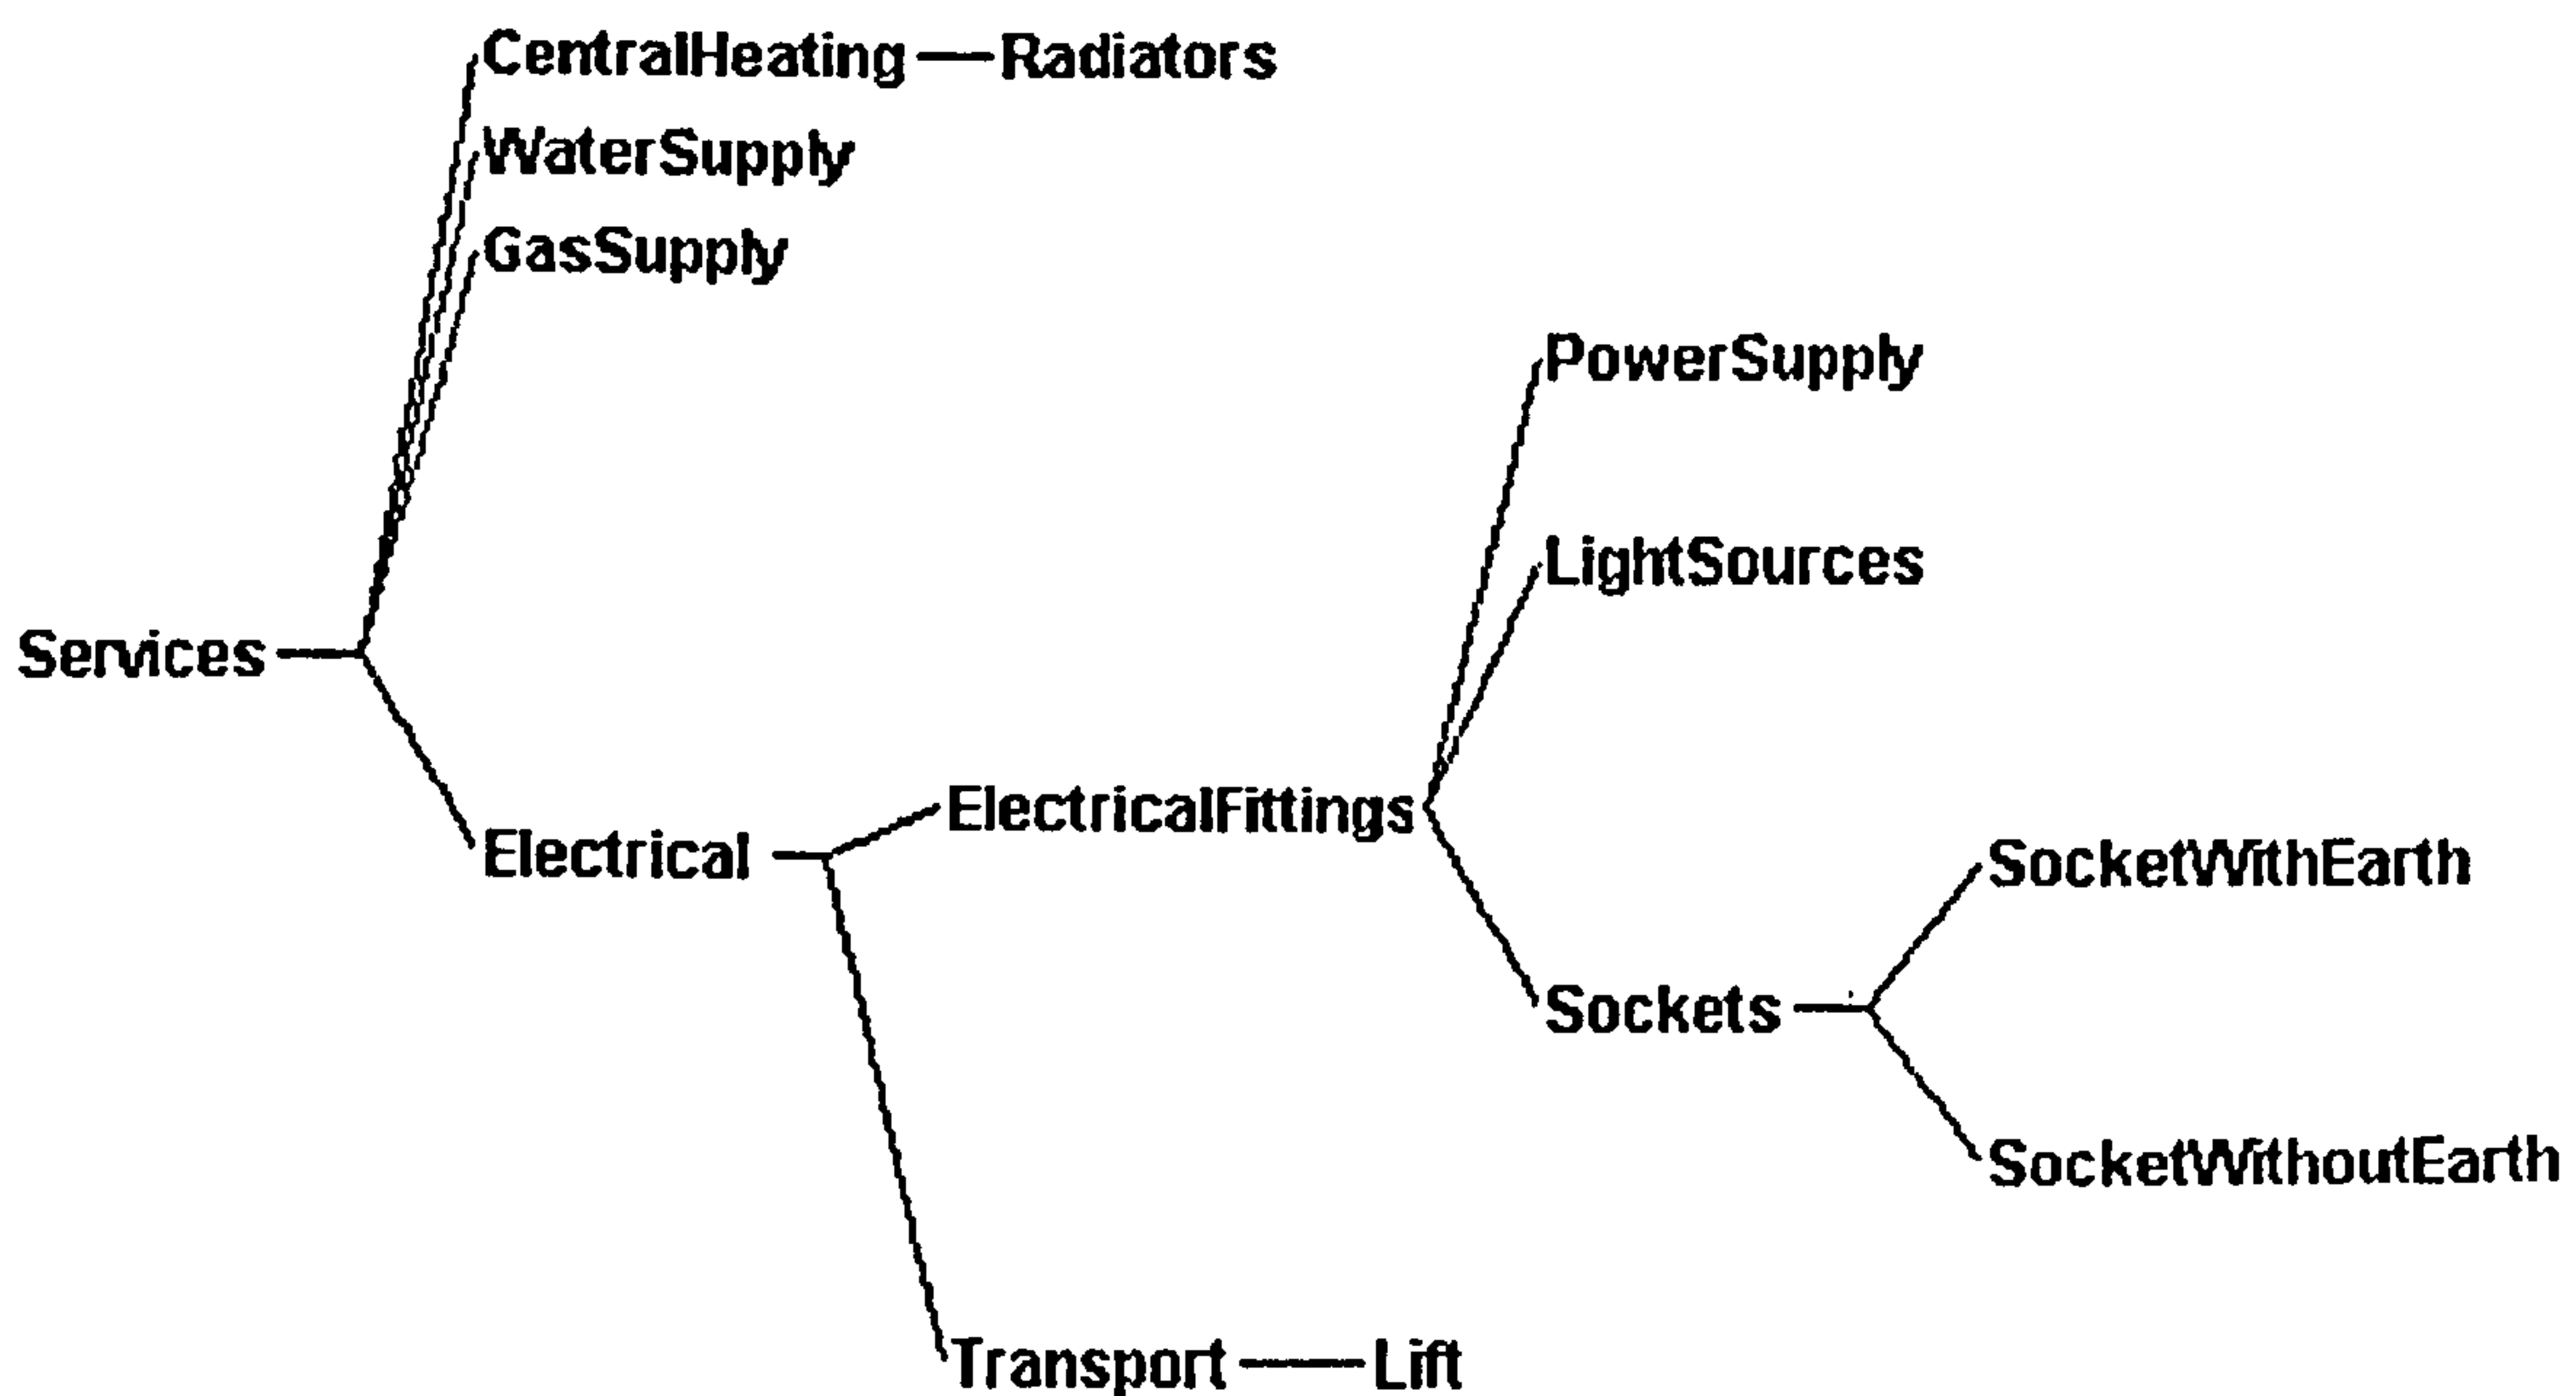 CentralHeating
Radiators
WaterSupply
GasSupply
PowerSupply
LightSources
Services
ElectricalFittings
Electrical
SocketWithEarth
Sockets
SocketWithoutEarth
Transport
Lift